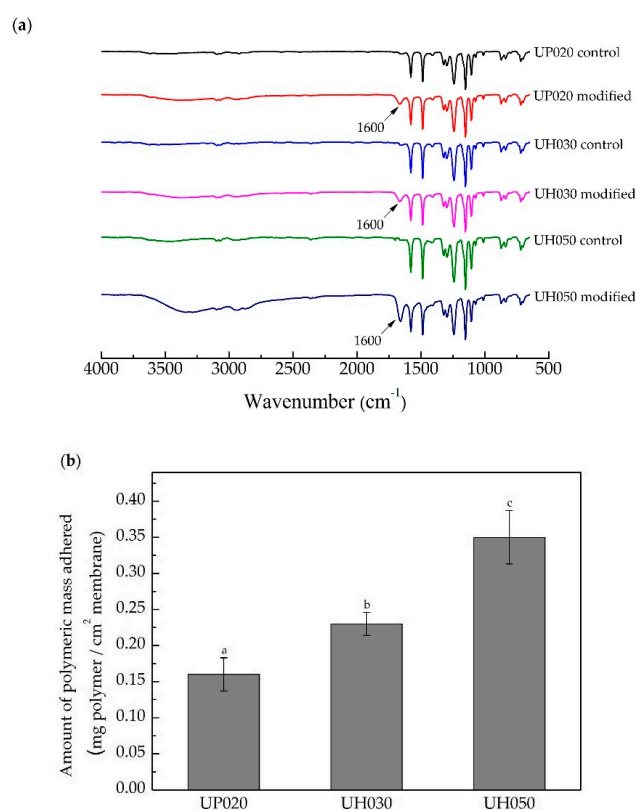 (a)
UP020 control
UP020 modified
1600
UH030 control
UH030 modified
1600
UH050 control
UH050 modified
1600
4000 3500 3000 2500 2000 1500 1000 500
Wavenumber (cm⁻¹)
(b)
Amount of polymeric mass adhered
(mg polymer / cm² membrane)
0.40
0.35
0.30
0.25
0.20
0.15
0.10
0.05
0.00
a
b
c
UP020 UH030 UH050